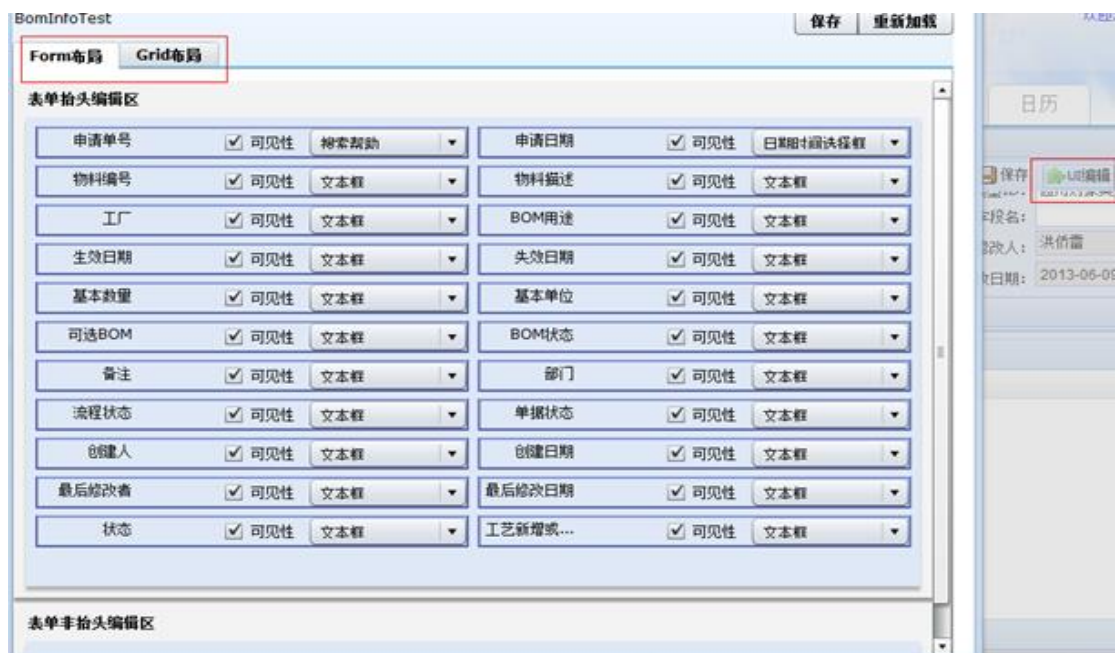 BomInfoTest 保存 重新加载
Form布局 Grid布局
表单抬头编辑区
申请单号 可见性 搜索帮助 申请日期 可见性 日期时间选择框
物料编号 可见性 文本框 物料描述 可见性 文本框
工厂 可见性 文本框 BOM用途 可见性 文本框
生效日期 可见性 文本框 失效日期 可见性 文本框
基本数量 可见性 文本框 基本单位 可见性 文本框
可选BOM 可见性 文本框 BOM状态 可见性 文本框
备注 可见性 文本框 部门 可见性 文本框
流程状态 可见性 文本框 单据状态 可见性 文本框
创建人 可见性 文本框 创建日期 可见性 文本框
最后修改者 可见性 文本框 最后修改日期 可见性 文本框
状态 可见性 文本框 工艺新增或... 可见性 文本框
表单非抬头编辑区
日历
保存 UI编辑
字段名:
修改人: 洪侨雷
日期: 2013-06-09